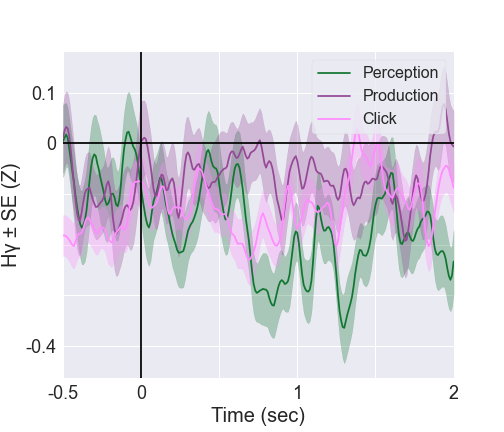 Perception
Production
Click
0.1
0
-0.4
Hγ ± SE (Z)
-0.5 0 1 2
Time (sec)